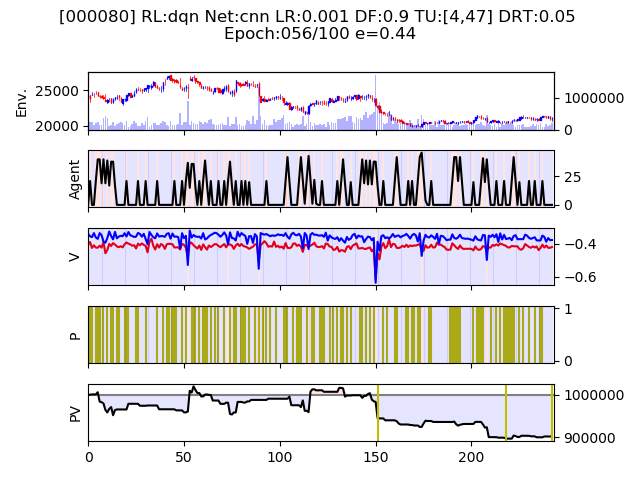 [000080] RL:dqn Net:cnn LR:0.001 DF:0.9 TU:[4,47] DRT:0.05
Epoch:056/100 e=0.44
Env.
25000
20000
1000000
0
Agent
25
0
V
−0.4
−0.6
P
1
0
PV
1000000
900000
0 50 100 150 200